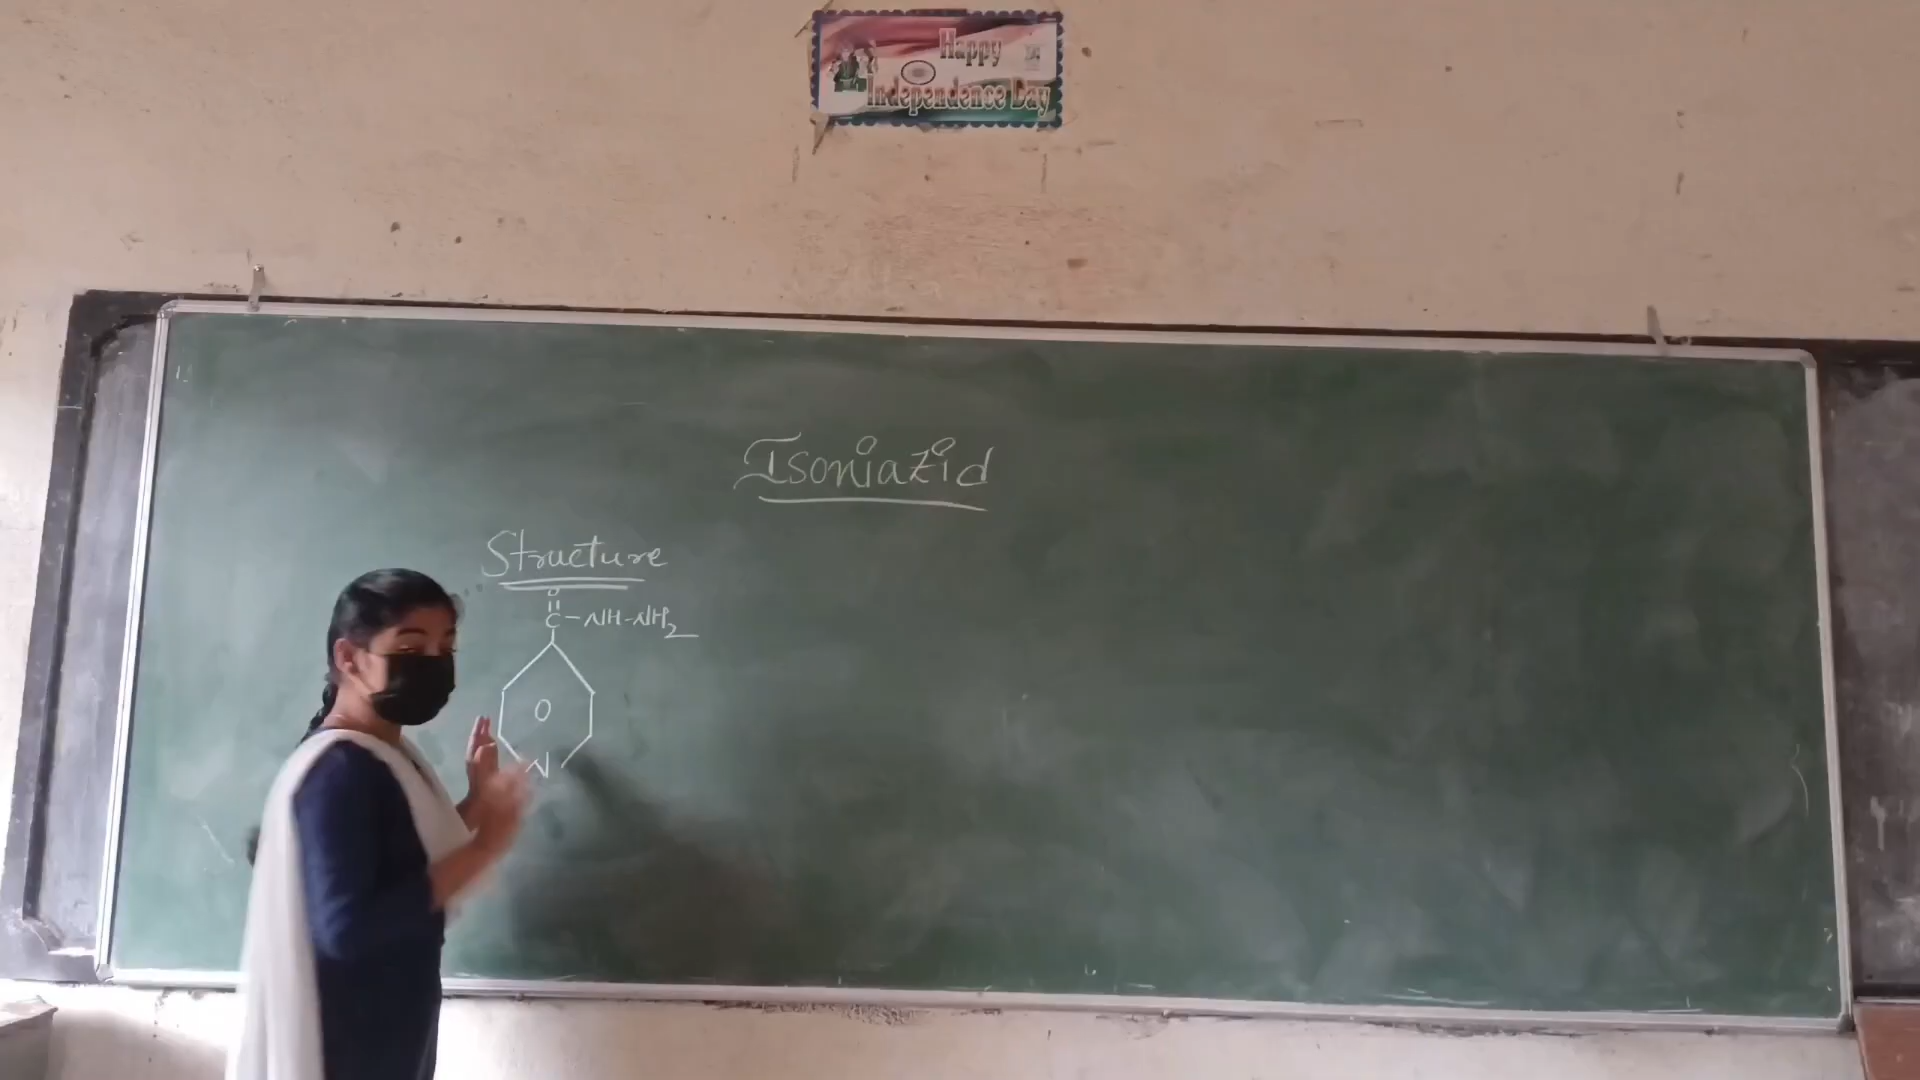 Happy
Independence Day
Isoniazid
Structure
O
C-NH-NH2
O
N